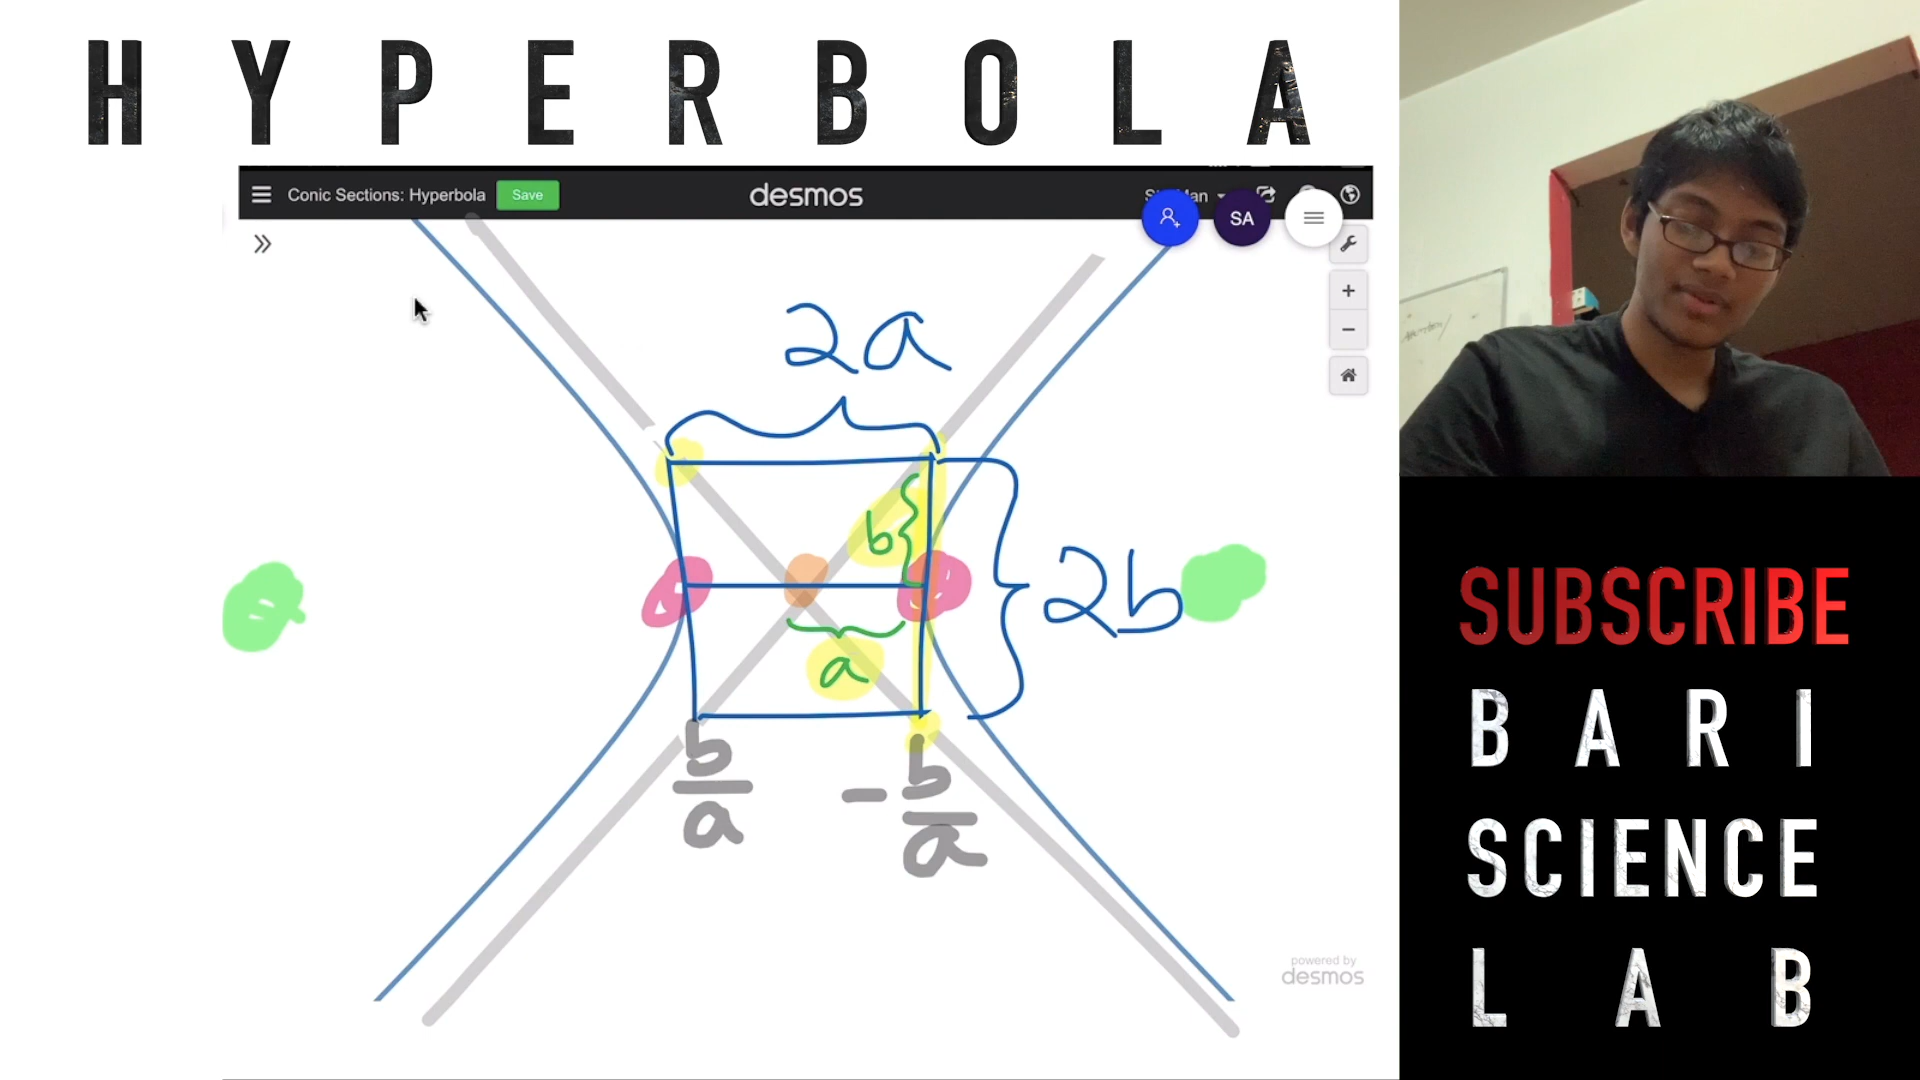 HYPERBOLA
Conic Sections: Hyperbola
Save
desmos
SA
2a
b
2b
a
b
a
- b
a
powered by
desmos
SUBSCRIBE
BARI
SCIENCE
LAB